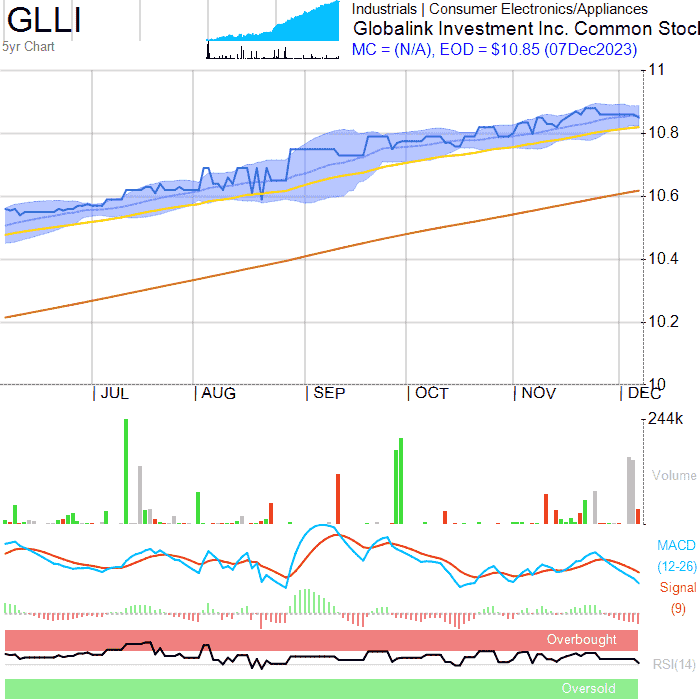 GLLI
5yr Chart
Industrials | Consumer Electronics/Appliances
Globalink Investment Inc. Common Stoc
MC = (N/A), EOD = $10.85 (07Dec2023)
11
10.8
10.6
10.4
10.2
10
JUL AUG SEP OCT NOV DEC
244k
Volume
MACD
(12-26)
Signal
(9)
Overbought
RSI(14)
Oversold